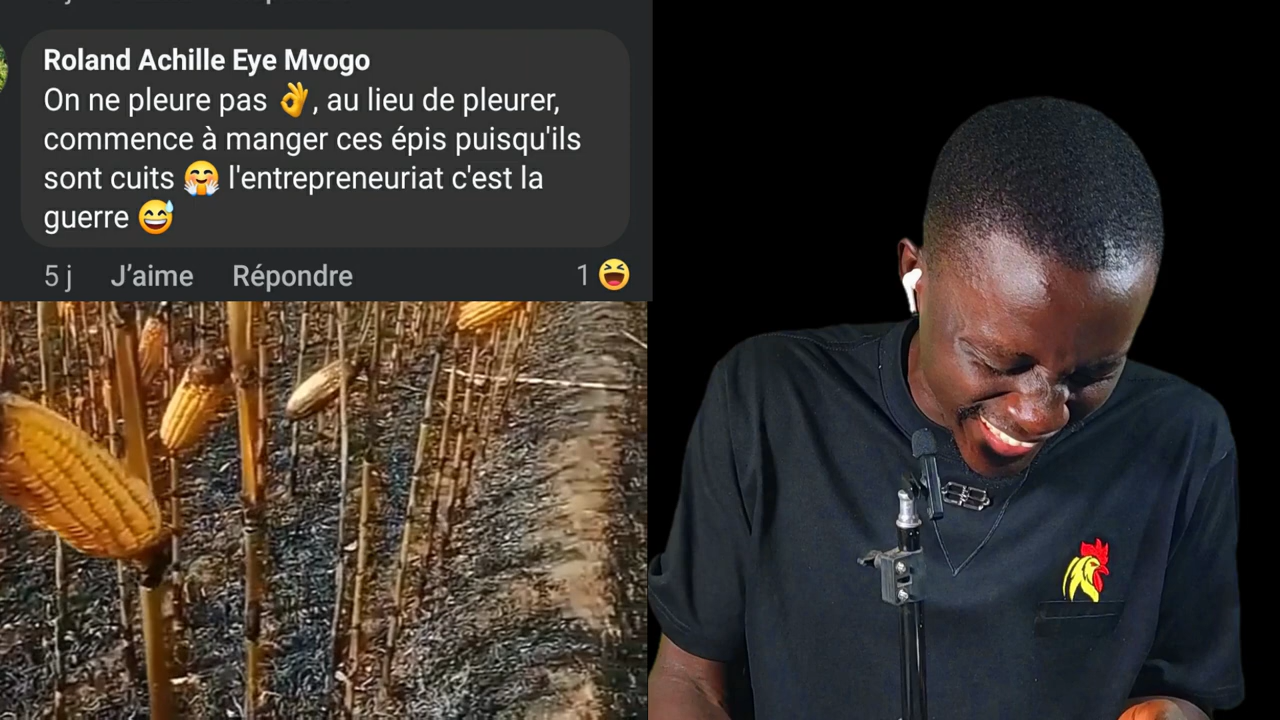 Roland Achille Eye Mvogo
On ne pleure pas 👌, au lieu de pleurer,
commence à manger ces épis puisqu'ils
sont cuits 🤗 l'entrepreneuriat c'est la
guerre 😅
5 j J’aime Répondre 1 😆